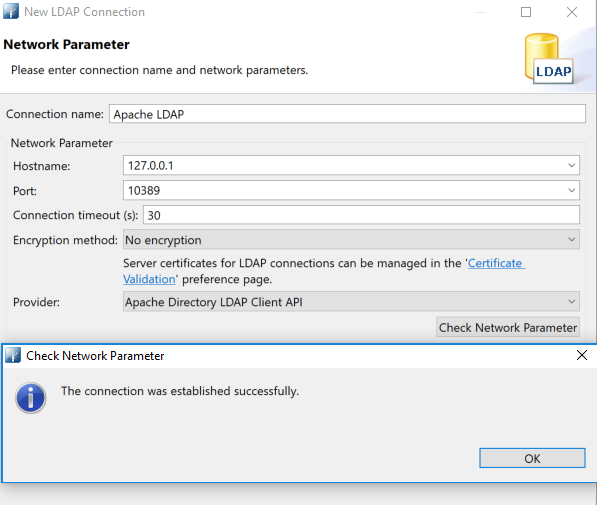 New LDAP Connection
Network Parameter
Please enter connection name and network parameters.
LDAP
Connection name: Apache LDAP
Network Parameter
Hostname: 127.0.0.1
Port: 10389
Connection timeout (s): 30
Encryption method: No encryption
Server certificates for LDAP connections can be managed in the 'Certificate
Validation' preference page.
Provider: Apache Directory LDAP Client API
Check Network Parameter
Check Network Parameter
The connection was established successfully.
OK